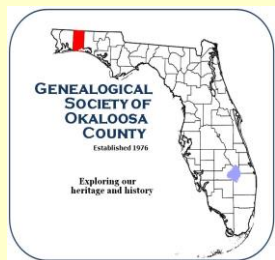 GENEALOGICAL
SOCIETY OF
OKALOOSA
COUNTY
Established 1976
Exploring our
heritage and history